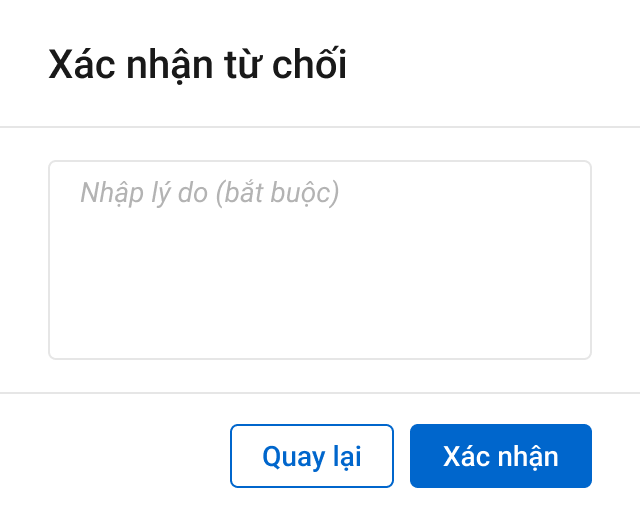 Xác nhận từ chối
Nhập lý do (bắt buộc)
Quay lại
Xác nhận